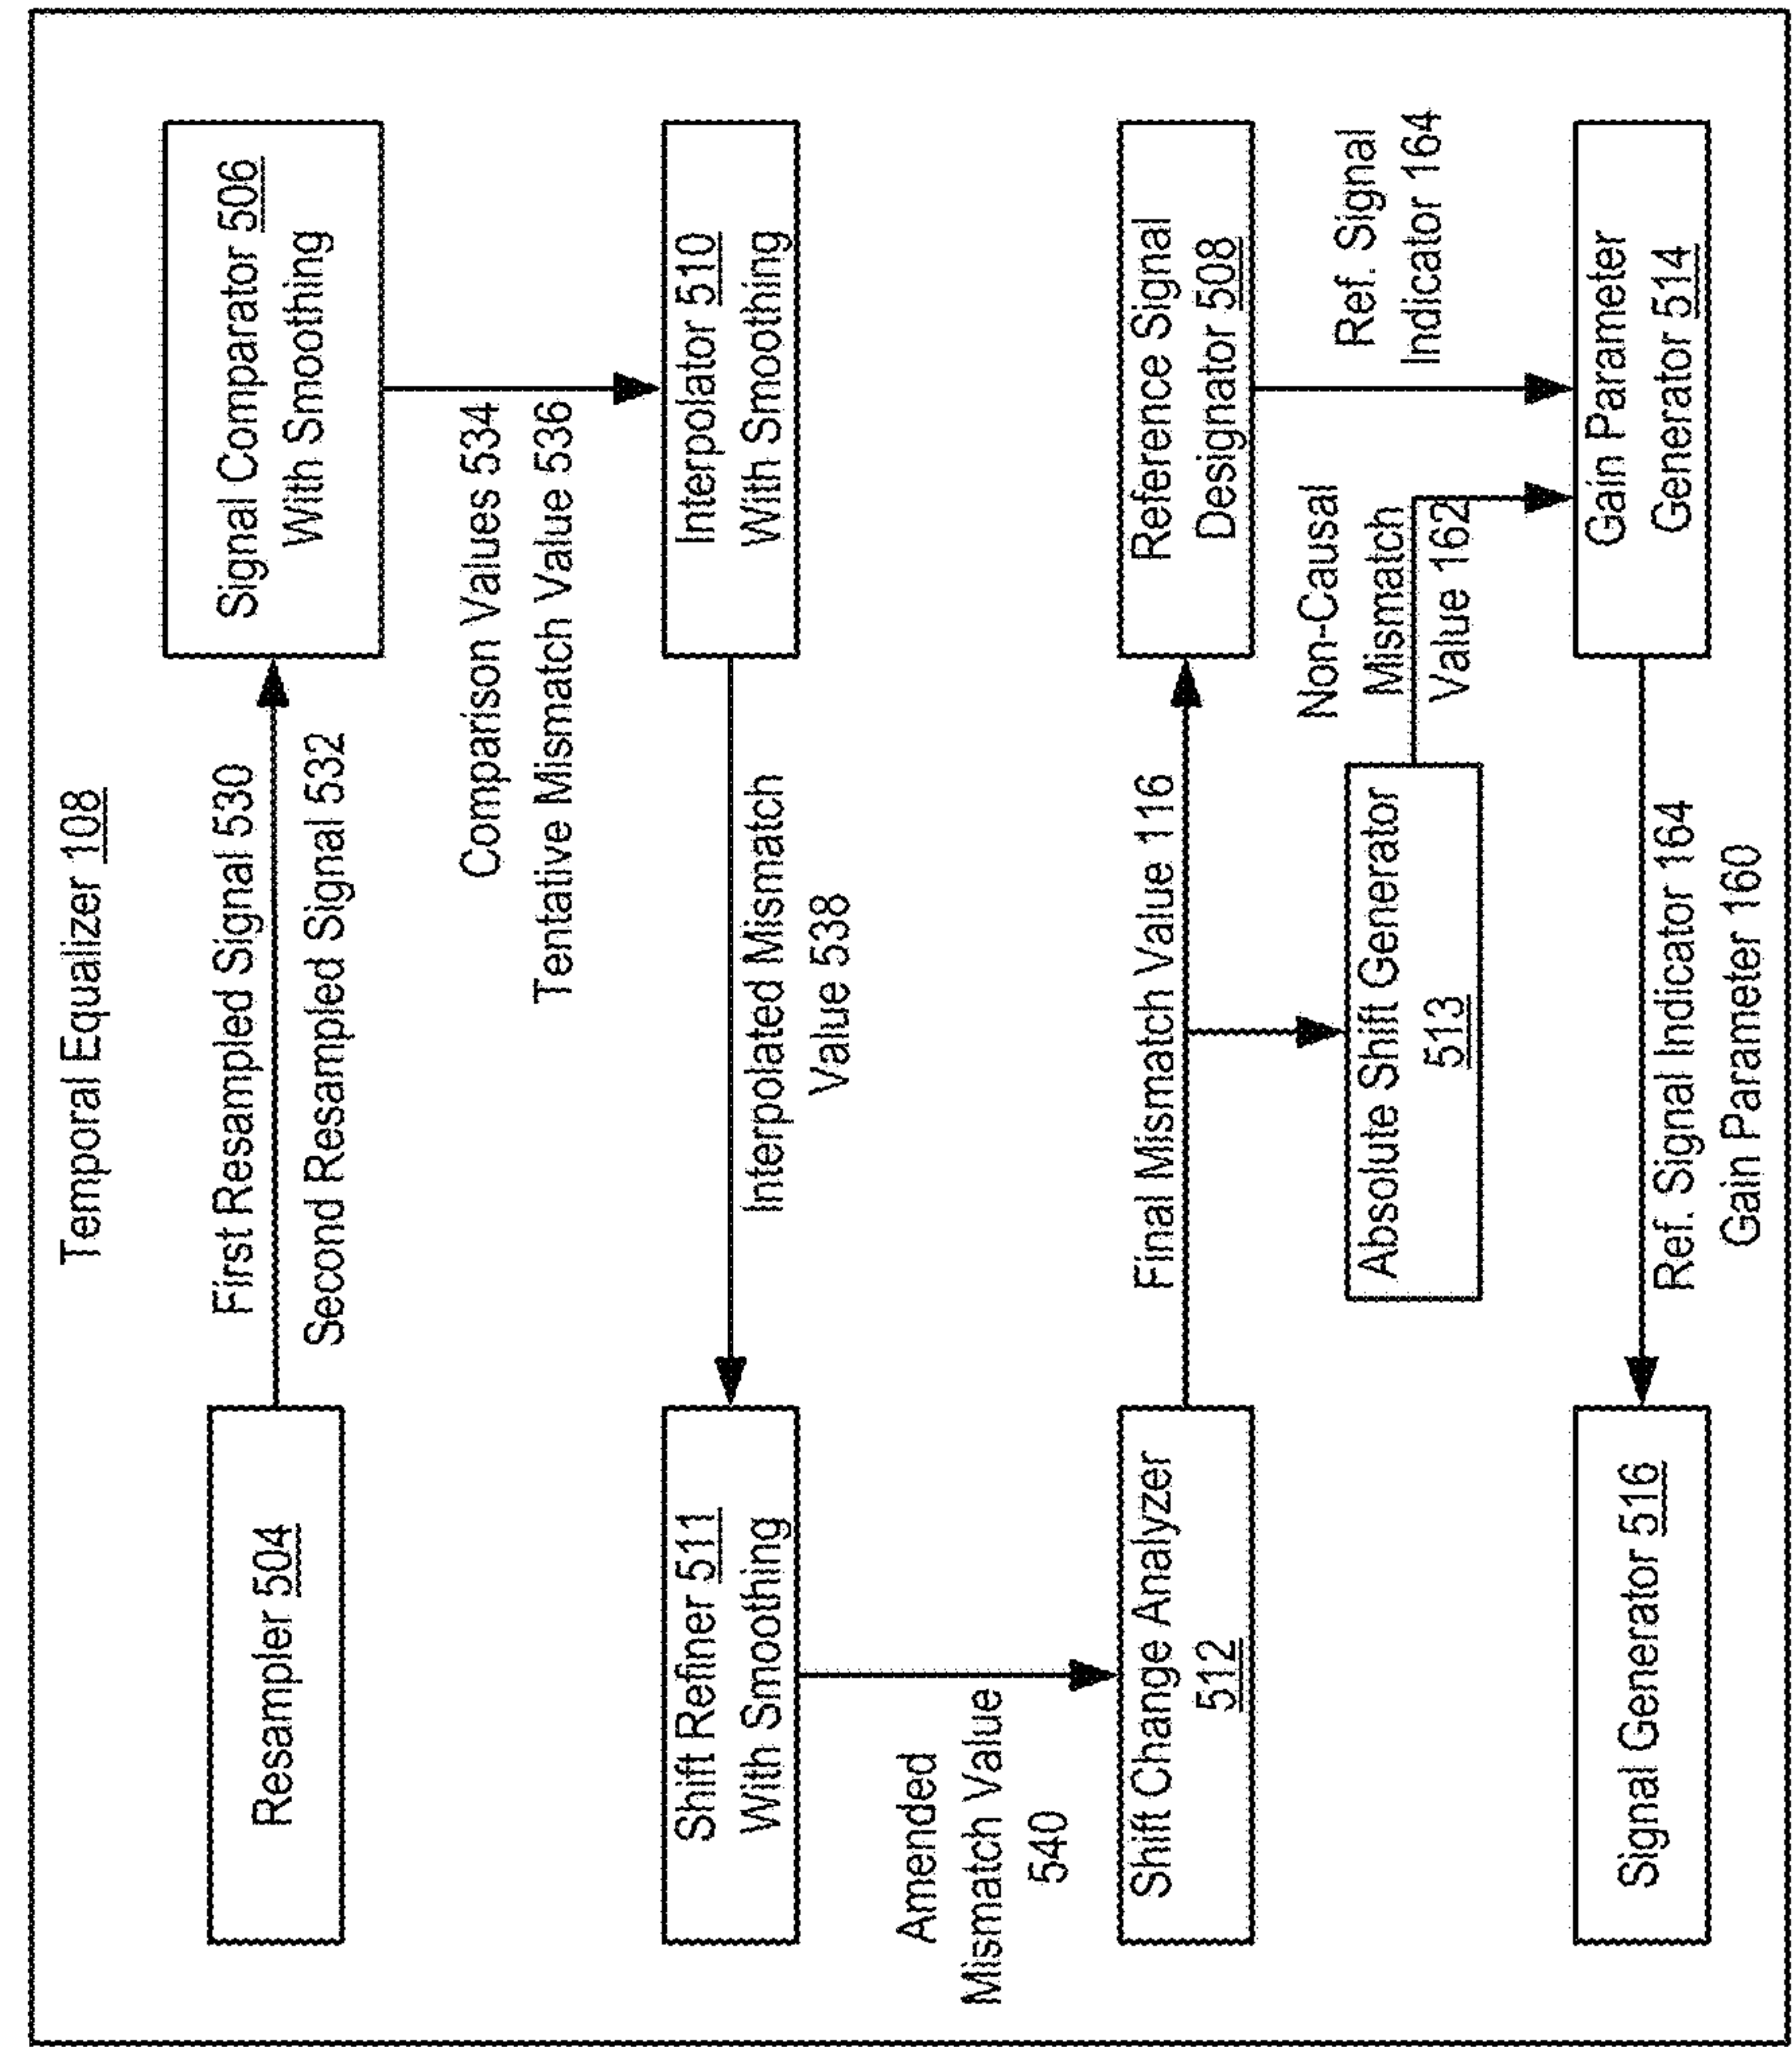 Temporal Equalizer 108
Resampler 504
First Resampled Signal 530
Second Resampled Signal 532
Signal Comparator 506
With Smoothing
Comparison Values 534
Tentative Mismatch Value 536
Interpolator 510
With Smoothing
Interpolated Mismatch
Value 538
Shift Refiner 511
With Smoothing
Amended
Mismatch Value
540
Shift Change Analyzer
512
Final Mismatch Value 116
Reference Signal
Designator 508
Absolute Shift Generator
513
Non-Causal
Mismatch
Value 162
Ref. Signal
Indicator 164
Gain Parameter
Generator 514
Ref. Signal Indicator 164
Gain Parameter 160
Signal Generator 516